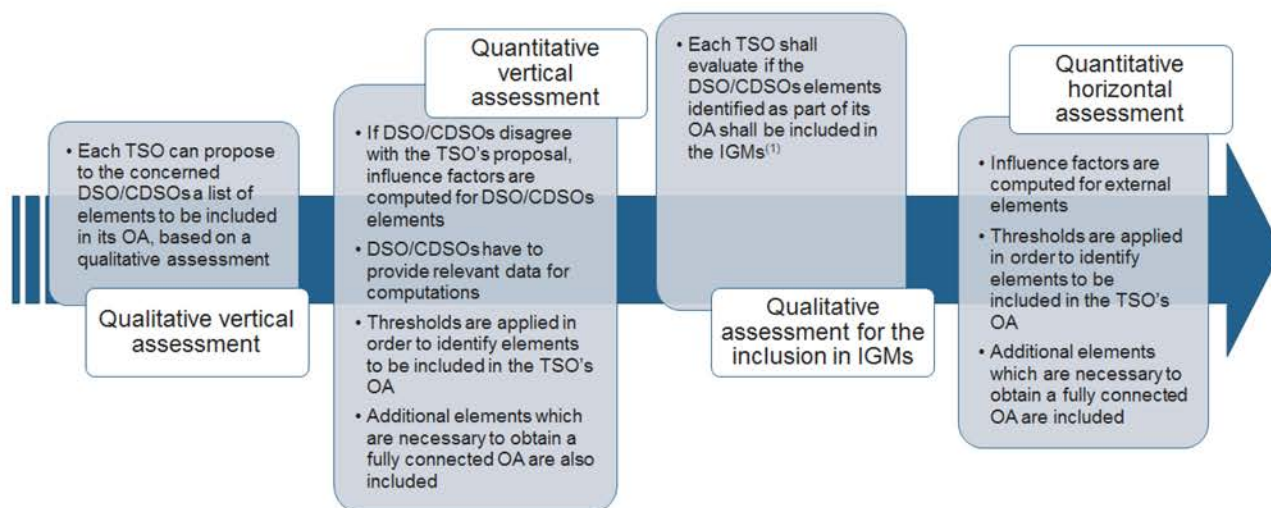 • Each TSO can propose
to the concerned
DSO/CDSOs a list of
elements to be included
in its OA, based on a
qualitative assessment
Qualitative vertical
assessment
Quantitative
vertical
assessment
• If DSO/CDSOs disagree
with the TSO's proposal,
influence factors are
computed for DSO/CDSOs
elements
• DSO/CDSOs have to
provide relevant data for
computations
• Thresholds are applied in
order to identify elements
to be included in the TSO's
OA
• Additional elements which
are necessary to obtain a
fully connected OA are also
included
• Each TSO shall
evaluate if the
DSO/CDSOs elements
identified as part of its
OA shall be included in
the IGMs(1)
Qualitative
assessment for the
inclusion in IGMs
Quantitative
horizontal
assessment
• Influence factors are
computed for external
elements
• Thresholds are applied
in order to identify
elements to be
included in the TSO's
OA
• Additional elements
which are necessary to
obtain a fully connected
OA are included